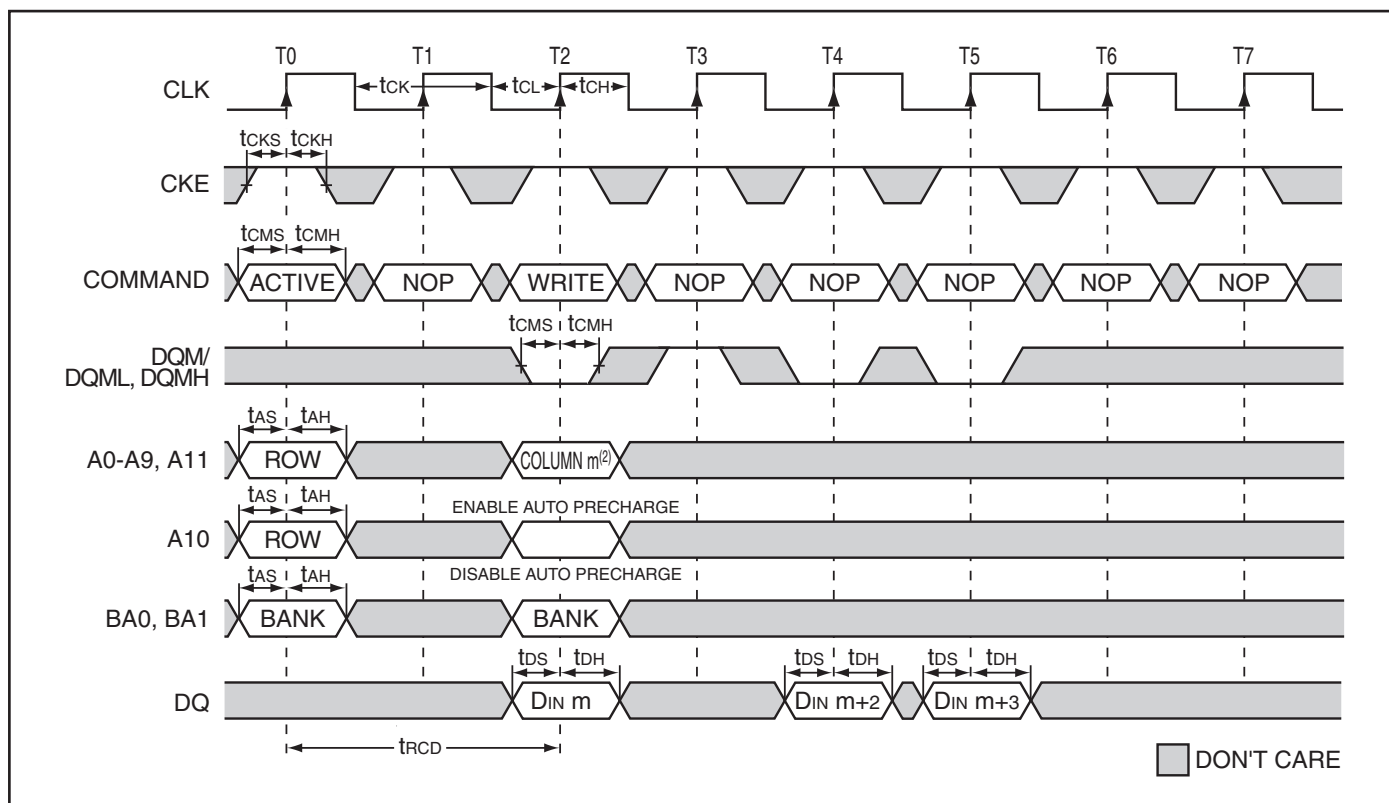 T0 T1 T2 T3 T4 T5 T6 T7
CLK
tCK tCL tCH
tCKS tCKH
CKE
tCMS tCMH
COMMAND ACTIVE NOP WRITE NOP NOP NOP NOP NOP
tCMS tCMH
DQM/
DQML, DQMH
tAS tAH
A0-A9, A11 ROW COLUMN m(2)
tAS tAH ENABLE AUTO PRECHARGE
A10 ROW
tAS tAH DISABLE AUTO PRECHARGE
BA0, BA1 BANK BANK
tDS tDH tDS tDH tDS tDH
DQ DIN m DIN m+2 DIN m+3
tRCD
DON'T CARE